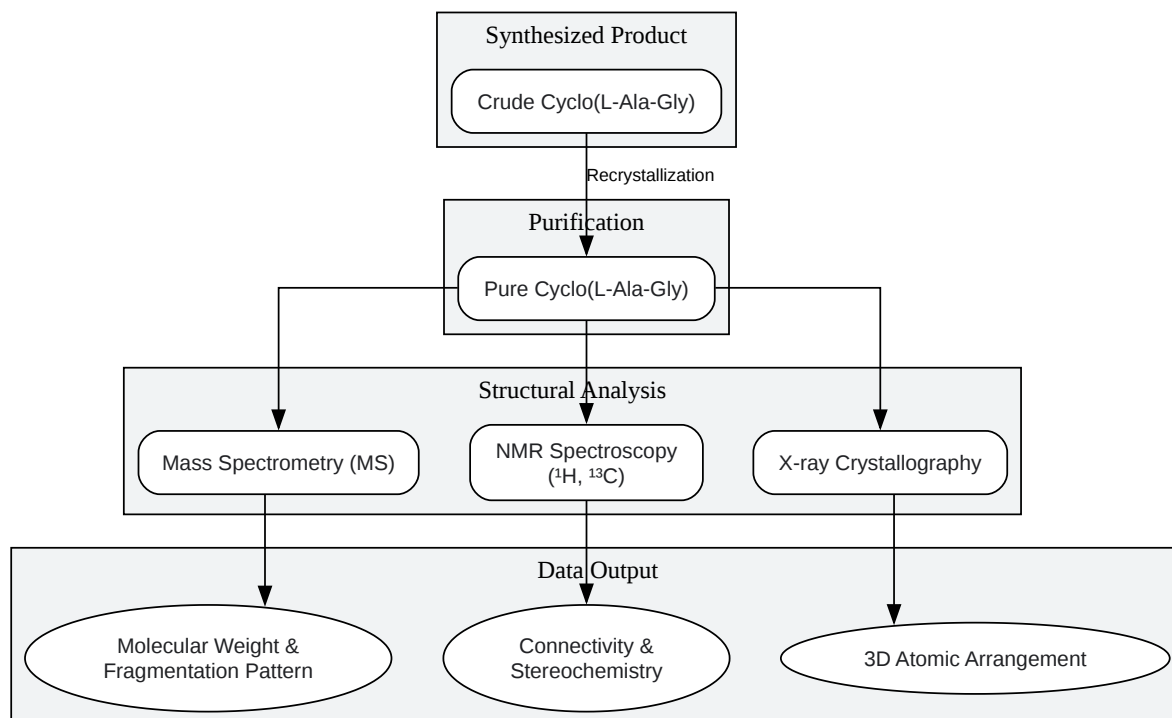 Synthesized Product
Crude Cyclo(L-Ala-Gly)
Recrystallization
Purification
Pure Cyclo(L-Ala-Gly)
Structural Analysis
Mass Spectrometry (MS)
NMR Spectroscopy
(¹H, ¹³C)
X-ray Crystallography
Data Output
Molecular Weight &
Fragmentation Pattern
Connectivity &
Stereochemistry
3D Atomic Arrangement